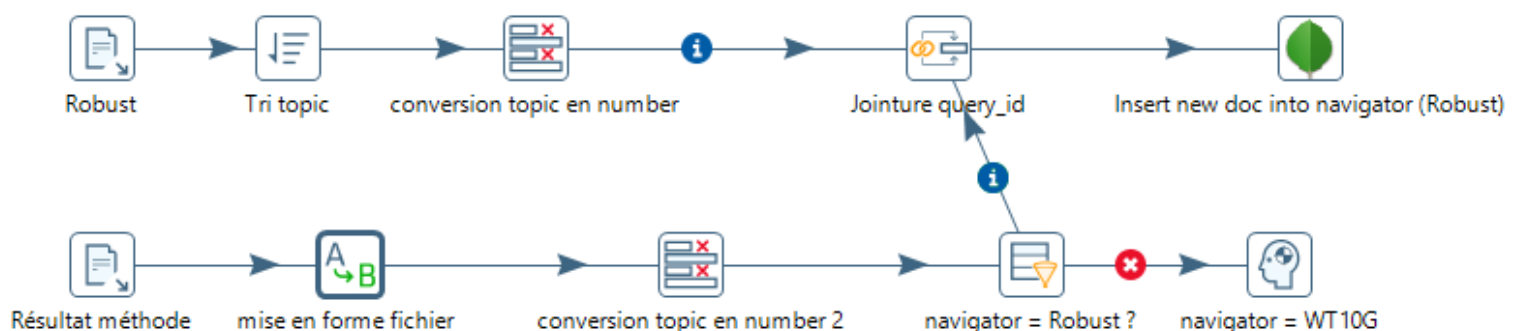 Robust
Tri topic
conversion topic en number
Jointure query_id
Insert new doc into navigator (Robust)
A
B
Résultat méthode
mise en forme fichier
conversion topic en number 2
navigator = Robust ?
navigator = WT10G